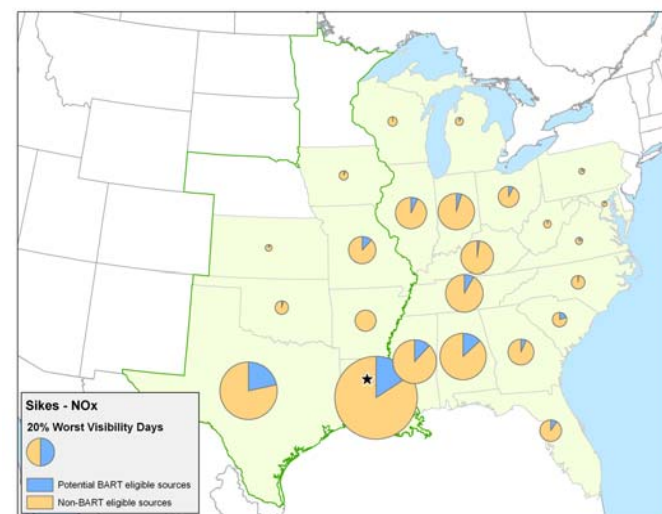 Sikes - NOx
20% Worst Visibility Days
Potential BART eligible sources
Non-BART eligible sources